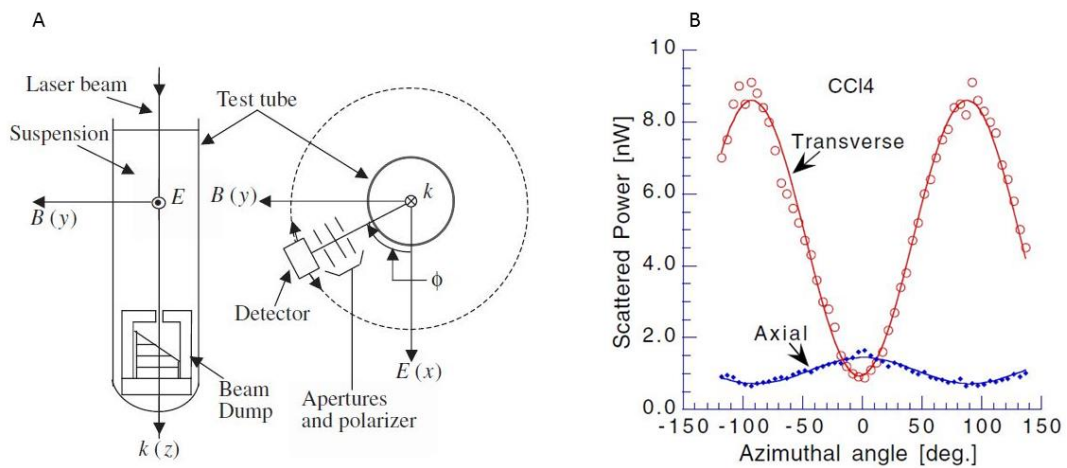 A
Laser beam
Suspension
Test tube
E
B (y)
B (y)
k
Detector
ϕ
E (x)
Beam
Dump
Apertures
and polarizer
k (z)
B
10
8.0
6.0
4.0
2.0
0.0
Scattered Power [nW]
CCl4
Transverse
Axial
-150 -100 -50 0 50 100 150
Azimuthal angle [deg.]